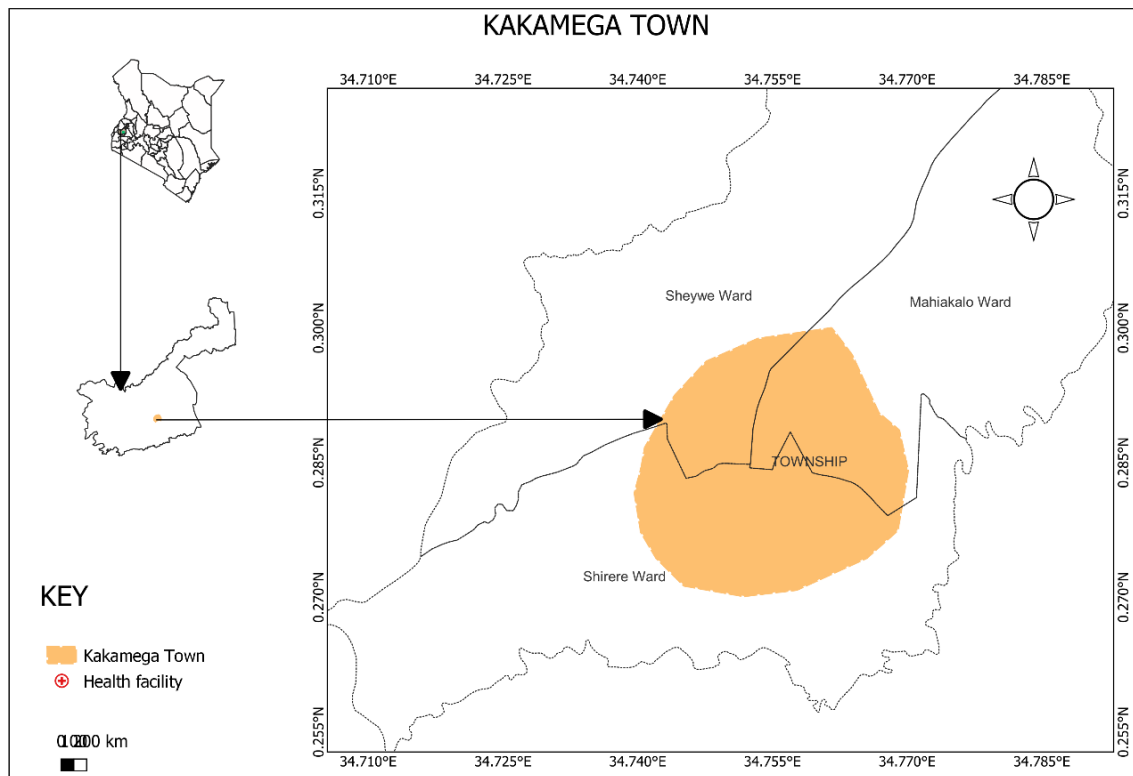 KAKAMEGA TOWN
34.710°E 34.725°E 34.740°E 34.755°E 34.770°E 34.785°E
0.315°N 0.315°N
Sheywe Ward
Mahiakalo Ward
0.300°N 0.300°N
0.285°N 0.285°N
TOWNSHIP
Shirere Ward
0.270°N 0.270°N
KEY
Kakamega Town
Health facility
km
0.255°N 0.255°N
34.710°E 34.725°E 34.740°E 34.755°E 34.770°E 34.785°E